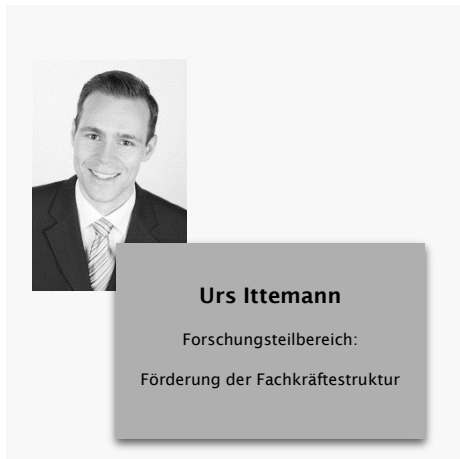 Urs Ittemann
Forschungsteilbereich:
Förderung der Fachkräftestruktur